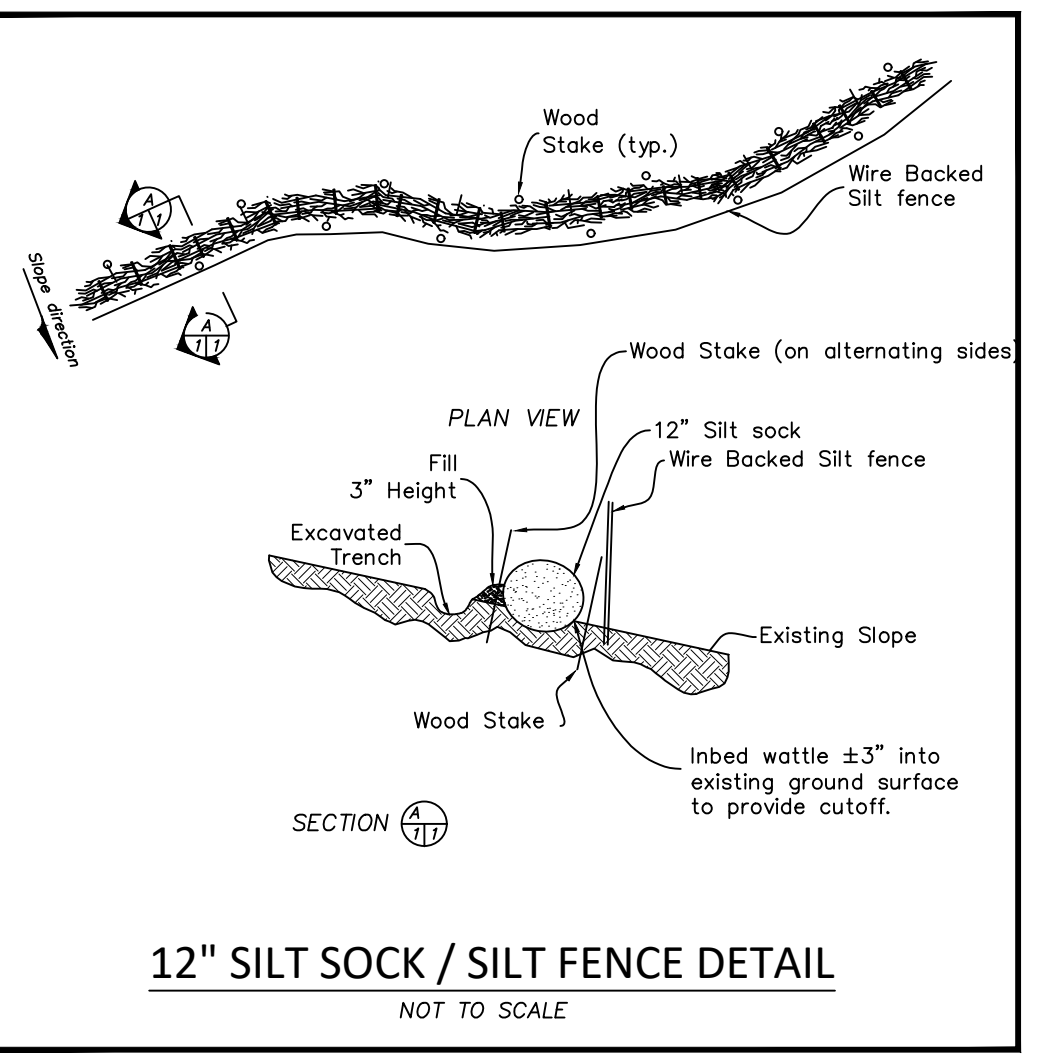 Wood
Stake (typ.)
Wire Backed
Silt fence
A
1 1
Slope direction
A
1 1
Wood Stake (on alternating sides)
PLAN VIEW
12” Silt sock
Wire Backed Silt fence
Fill
3” Height
Excavated
Trench
Existing Slope
Wood Stake
Inbed wattle ±3” into
existing ground surface
to provide cutoff.
SECTION
A
1 1
12" SILT SOCK / SILT FENCE DETAIL
NOT TO SCALE